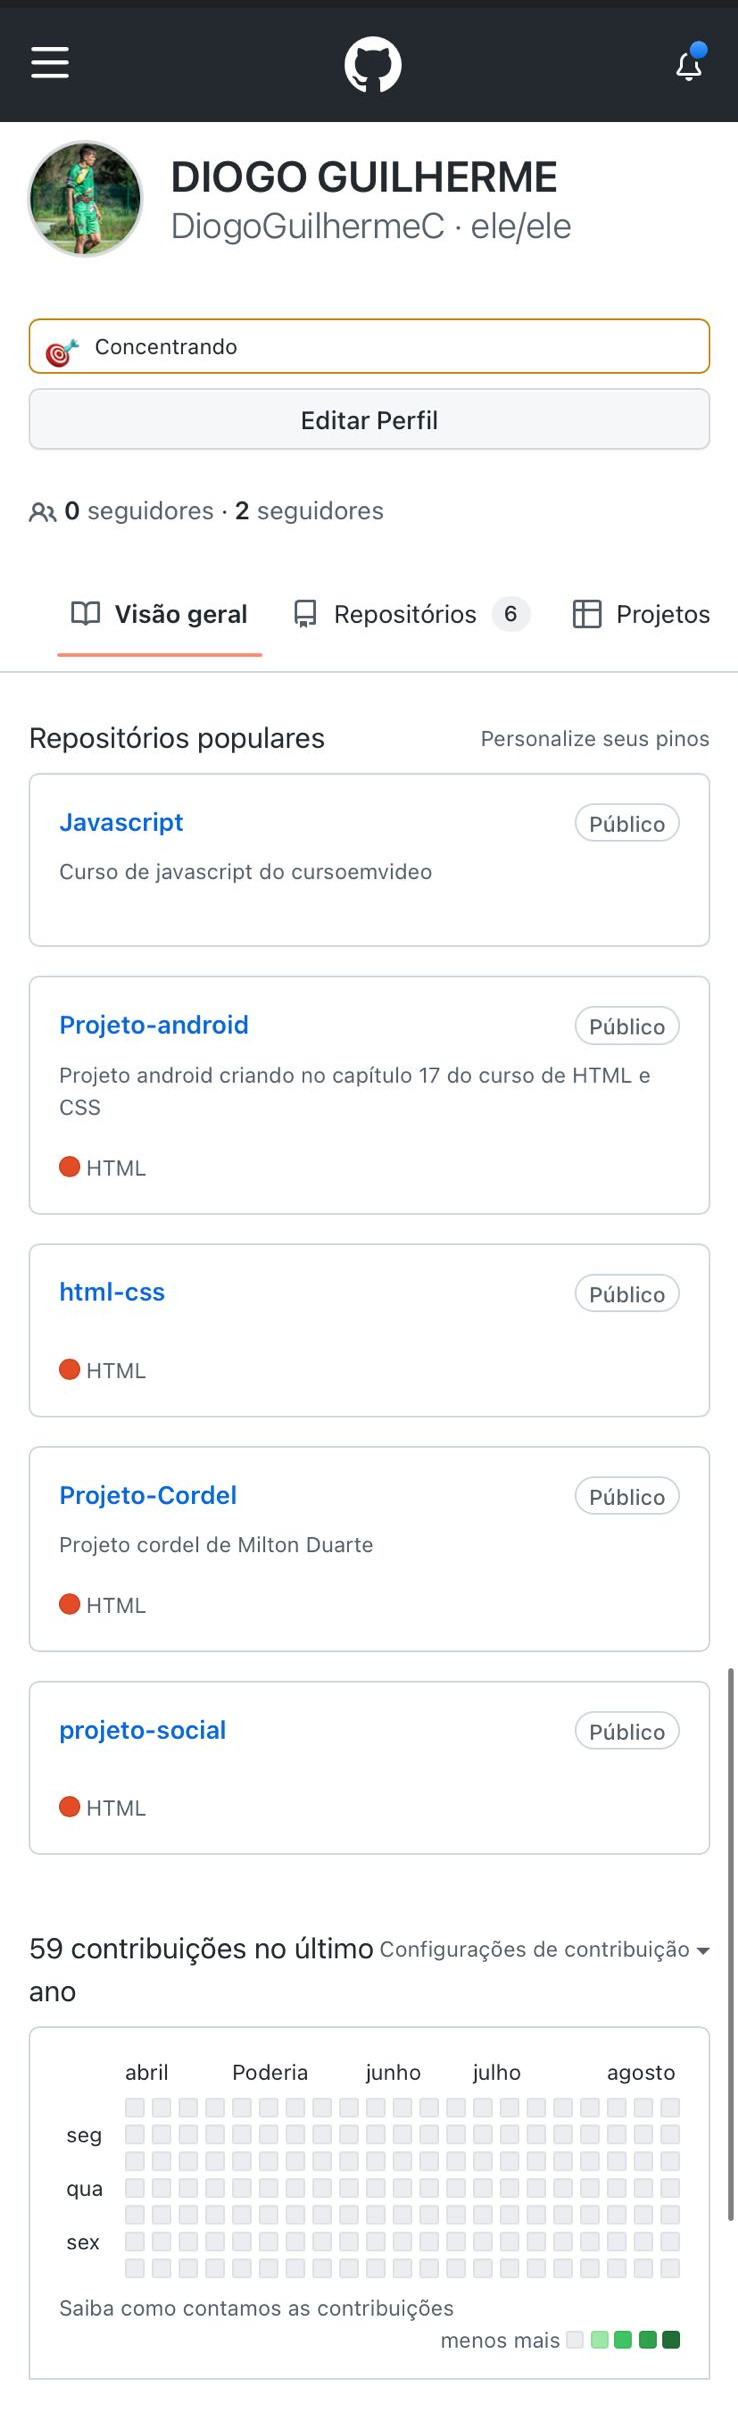 DIOGO GUILHERME
DiogoGuilhermeC · ele/ele
Concentrando
Editar Perfil
0 seguidores · 2 seguidores
Visão geral Repositórios 6 Projetos
Repositórios populares Personalize seus pinos
Javascript Público
Curso de javascript do cursoemvideo
Projeto-android Público
Projeto android criando no capítulo 17 do curso de HTML e
CSS
HTML
html-css Público
HTML
Projeto-Cordel Público
Projeto cordel de Milton Duarte
HTML
projeto-social Público
HTML
59 contribuições no último Configurações de contribuição
ano
abril Poderia junho julho agosto
seg
qua
sex
Saiba como contamos as contribuições
menos mais